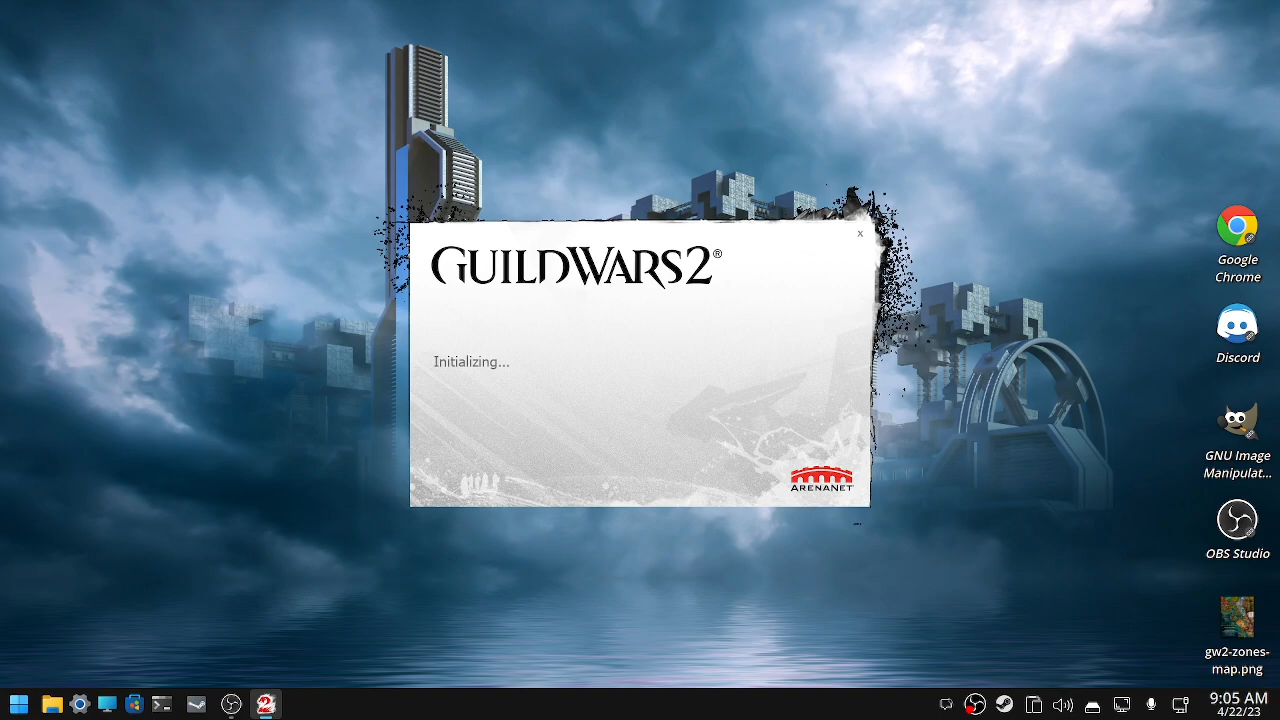 x
GUILDWARS2®
Initializing...
ARENANET
Google
Chrome
Discord
GNU Image
Manipulat...
OBS Studio
gw2-zones-
map.png
2
9:05 AM
4/22/23